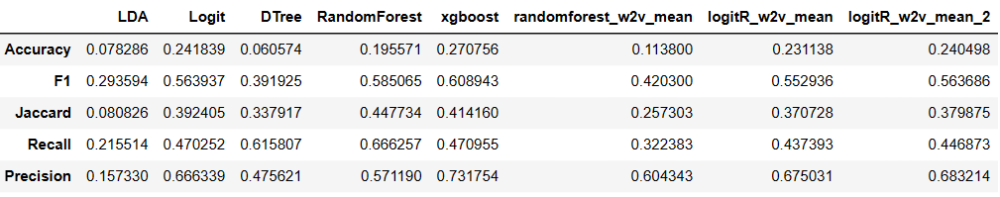 LDA Logit DTree RandomForest xgboost randomforest_w2v_mean logitR_w2v_mean logitR_w2v_mean_2
Accuracy 0.078286 0.241839 0.060574 0.195571 0.270756 0.113800 0.231138 0.240498
F1 0.293594 0.563937 0.391925 0.585065 0.608943 0.420300 0.552936 0.563686
Jaccard 0.080826 0.392405 0.337917 0.447734 0.414160 0.257303 0.370728 0.379875
Recall 0.215514 0.470252 0.615807 0.666257 0.470955 0.322383 0.437393 0.446873
Precision 0.157330 0.666339 0.475621 0.571190 0.731754 0.604343 0.675031 0.683214